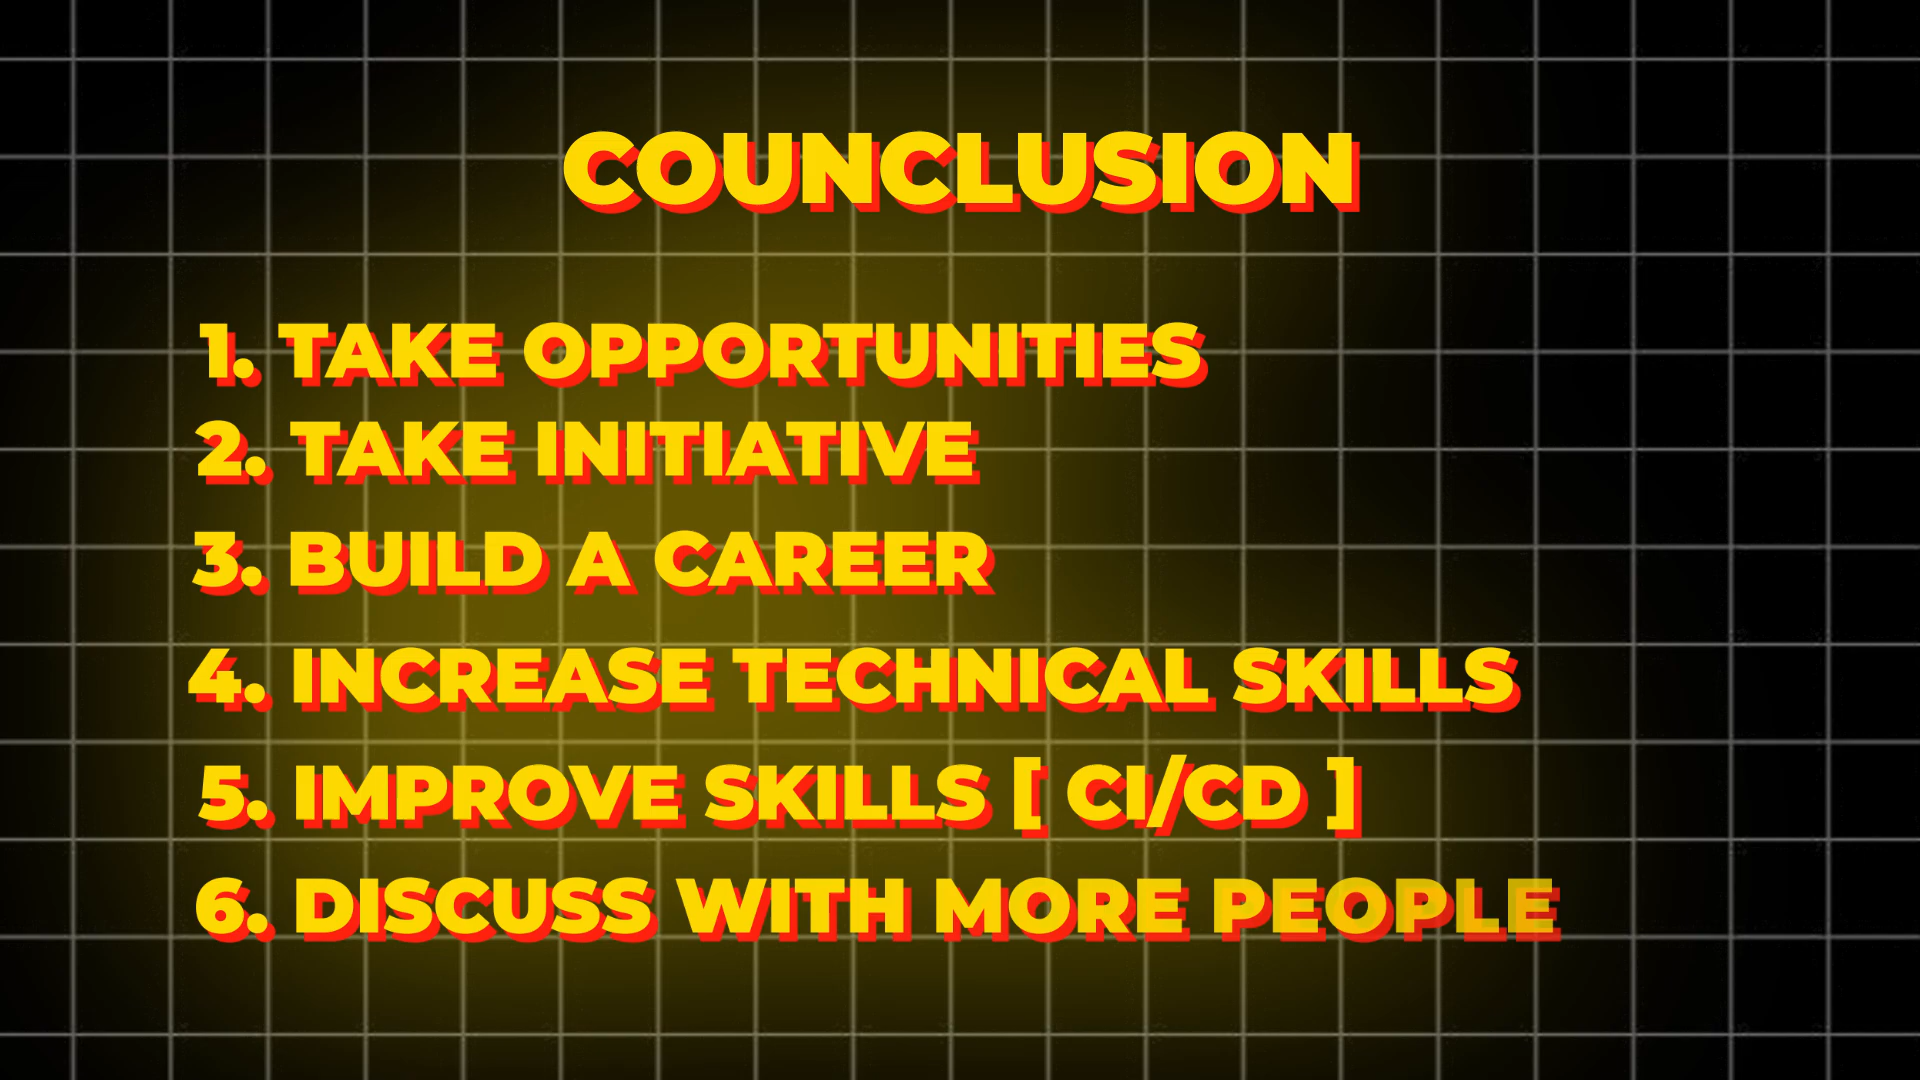 COUNCLUSION
1. TAKE OPPORTUNITIES
2. TAKE INITIATIVE
3. BUILD A CAREER
4. INCREASE TECHNICAL SKILLS
5. IMPROVE SKILLS [ CI/CD ]
6. DISCUSS WITH MORE PEOPLE